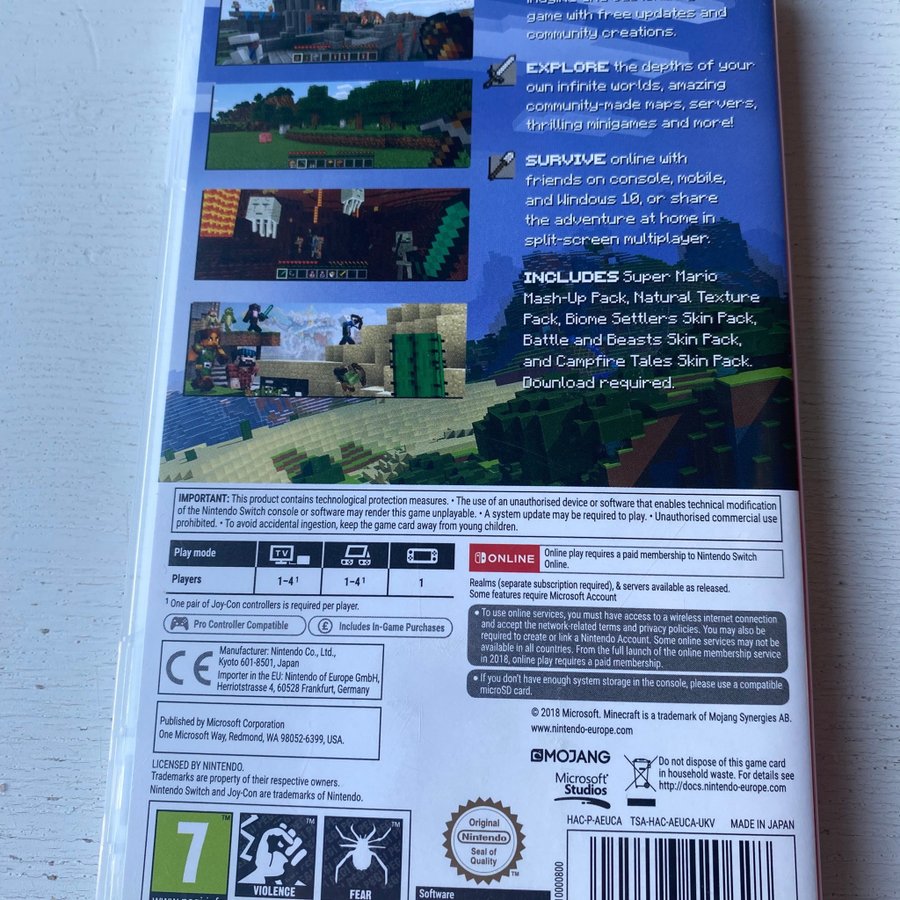 game with free updates and
community creations.
EXPLORE the depths of your
own infinite worlds, amazing
community-made maps, servers,
thrilling minigames and more!
SURVIVE online with
friends on console, mobile,
and Windows 10, or share
the adventure at home in
split-screen multiplayer.
INCLUDES Super Mario
Mash-Up Pack, Natural Texture
Pack, Biome Settlers Skin Pack,
Battle and Beasts Skin Pack,
and Campfire Tales Skin Pack.
Download required.
IMPORTANT: This product contains technological protection measures. • The use of an unauthorised device or software that enables technical modification
of the Nintendo Switch console or software may render this game unplayable. • A system update may be required to play. • Unauthorised commercial use
prohibited. • To avoid accidental ingestion, keep the game card away from young children.
Play mode TV
Players 1-4¹ 1-4¹ 1
¹ One pair of Joy-Con controllers is required per player.
Pro Controller Compatible
£ Includes In-Game Purchases
ONLINE
Online play requires a paid membership to Nintendo Switch
Online.
Realms (separate subscription required), & servers available as released.
Some features require Microsoft Account
• To use online services, you must have access to a wireless internet connection
and accept the network-related terms and privacy policies. You may also be
required to create or link a Nintendo Account. Some online services may not be
available in all countries. From the full launch of the online membership service
in 2018, online play requires a paid membership.
• If you don't have enough system storage in the console, please use a compatible
microSD card.
CE
Manufacturer: Nintendo Co., Ltd.,
Kyoto 601-8501, Japan
Importer in the EU: Nintendo of Europe GmbH,
Herriotstrasse 4, 60528 Frankfurt, Germany
Published by Microsoft Corporation
One Microsoft Way, Redmond, WA 98052-6399, USA.
LICENSED BY NINTENDO.
Trademarks are property of their respective owners.
Nintendo Switch and Joy-Con are trademarks of Nintendo.
© 2018 Microsoft. Minecraft is a trademark of Mojang Synergies AB.
www.nintendo-europe.com
MOJANG
Microsoft®
Studios
Do not dispose of this game card
in household waste. For details see
http://docs.nintendo-europe.com
HAC-P-AEUCA TSA-HAC-AEUCA-UKV MADE IN JAPAN
7 TM
VIOLENCE TM
FEAR TM
Original
Nintendo
Seal of
Quality
TM
Software
0000800